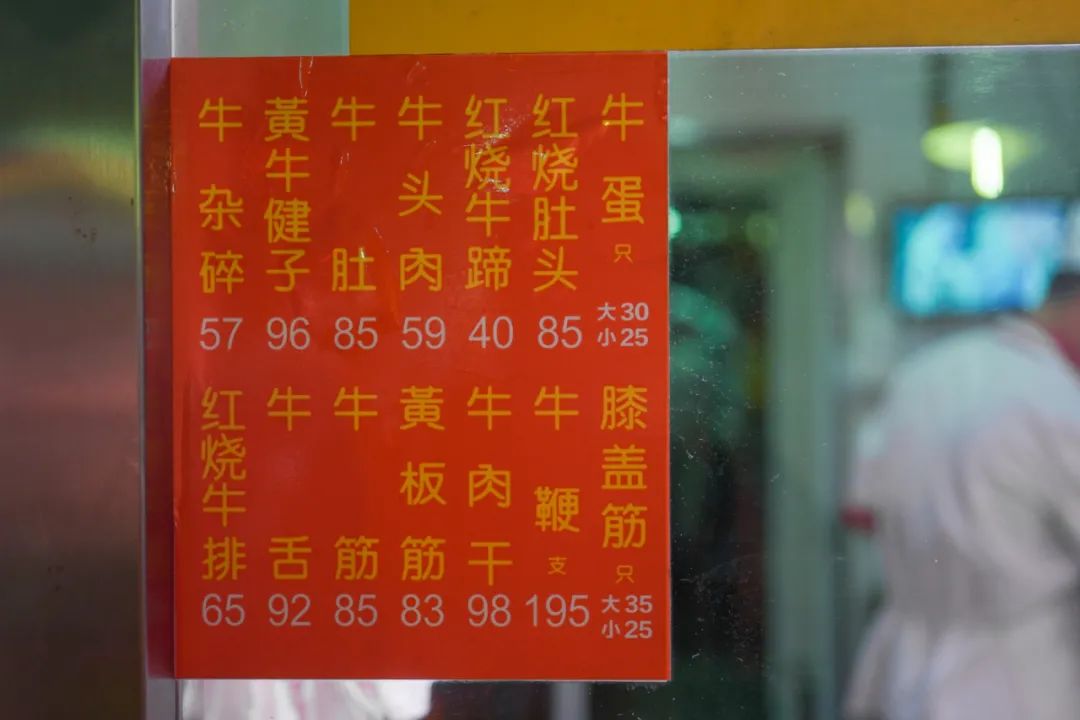 牛杂碎 57
黃牛健子 96
牛肚 85
牛头肉 59
红烧牛蹄 40
红烧肚头 85
牛蛋 只 大30 小25
红烧牛排 65
牛舌 92
牛筋 85
黃板筋 83
牛肉干 98
牛鞭 支 195
膝盖筋 只 大35 小25